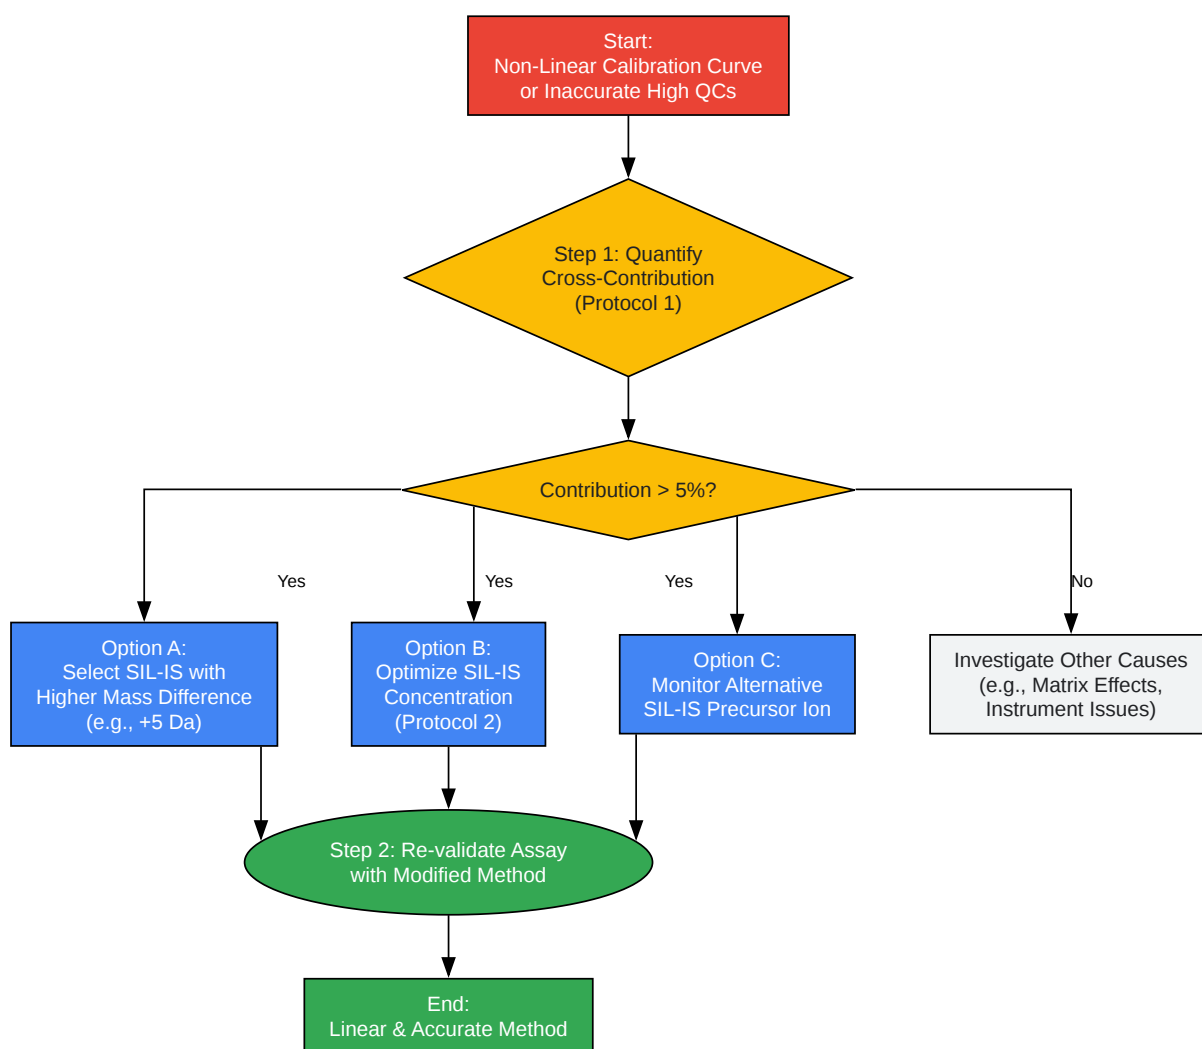 Start:
Non-Linear Calibration Curve
or Inaccurate High QCs
Step 1: Quantify
Cross-Contribution
(Protocol 1)
Contribution > 5%?
Yes
Yes
Yes
No
Option A:
Select SIL-IS with
Higher Mass Difference
(e.g., +5 Da)
Option B:
Optimize SIL-IS
Concentration
(Protocol 2)
Option C:
Monitor Alternative
SIL-IS Precursor Ion
Investigate Other Causes
(e.g., Matrix Effects,
Instrument Issues)
Step 2: Re-validate Assay
with Modified Method
End:
Linear & Accurate Method